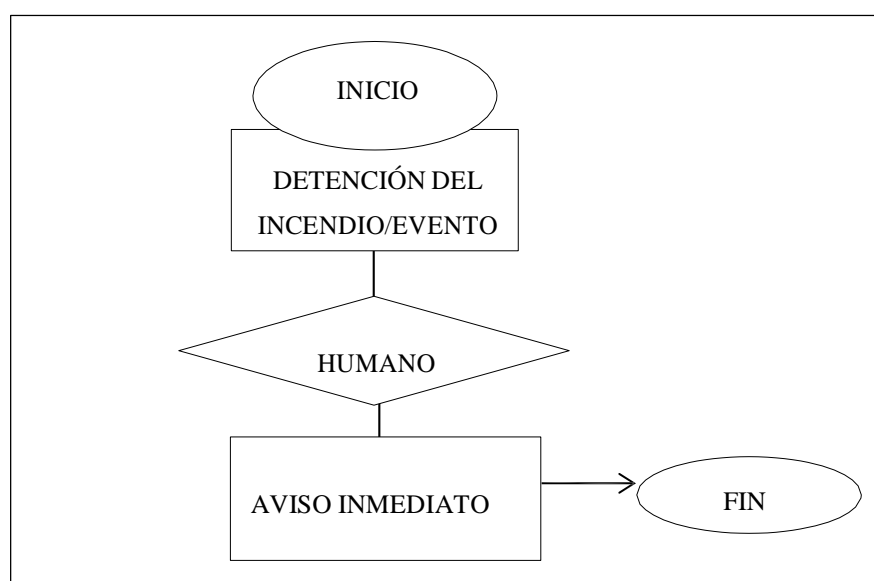 INICIO
DETENCIÓN DEL
INCENDIO/EVENTO
HUMANO
AVISO INMEDIATO
FIN